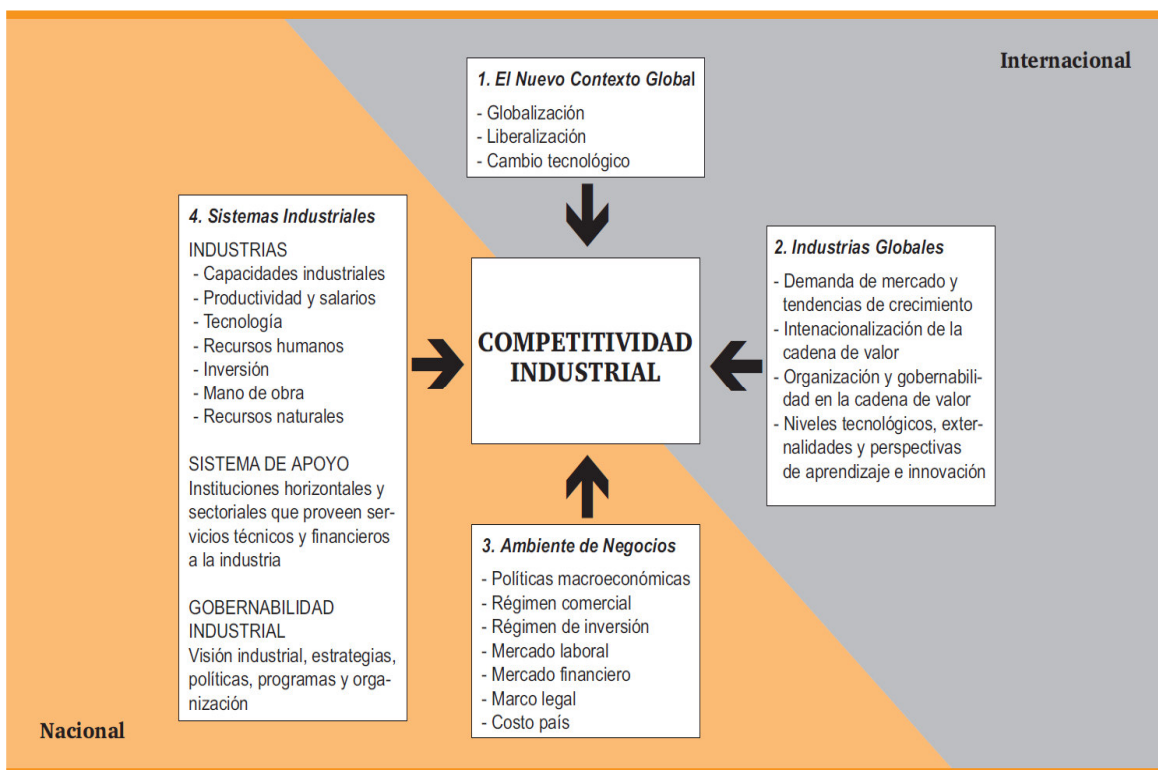 Internacional
1. El Nuevo Contexto Global
- Globalización
- Liberalización
- Cambio tecnológico
4. Sistemas Industriales
INDUSTRIAS
- Capacidades industriales
- Productividad y salarios
- Tecnología
- Recursos humanos
- Inversión
- Mano de obra
- Recursos naturales
SISTEMA DE APOYO
Instituciones horizontales y
sectoriales que proveen ser-
vicios técnicos y financieros
a la industria
GOBERNABILIDAD
INDUSTRIAL
Visión industrial, estrategias,
políticas, programas y orga-
nización
COMPETITIVIDAD
INDUSTRIAL
2. Industrias Globales
- Demanda de mercado y
tendencias de crecimiento
- Intenacionalización de la
cadena de valor
- Organización y gobernabili-
dad en la cadena de valor
- Niveles tecnológicos, exter-
nalidades y perspectivas
de aprendizaje e innovación
3. Ambiente de Negocios
- Políticas macroeconómicas
- Régimen comercial
- Régimen de inversión
- Mercado laboral
- Mercado financiero
- Marco legal
- Costo país
Nacional